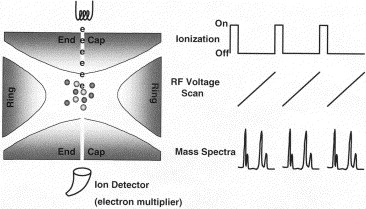 e
e
End e Cap
e
e
e
Ring
Ring
End Cap
Ion Detector
(electron multiplier)
On
Ionization
Off
RF Voltage
Scan
Mass Spectra